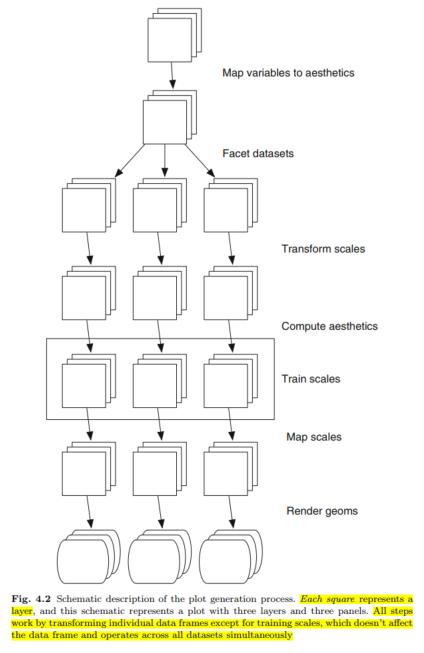 Map variables to aesthetics
Facet datasets
Transform scales
Compute aesthetics
Train scales
Map scales
Render geoms
Fig. 4.2 Schematic description of the plot generation process. Each square represents a
layer, and this schematic represents a plot with three layers and three panels. All steps
work by transforming individual data frames except for training scales, which doesn't affect
the data frame and operates across all datasets simultaneously